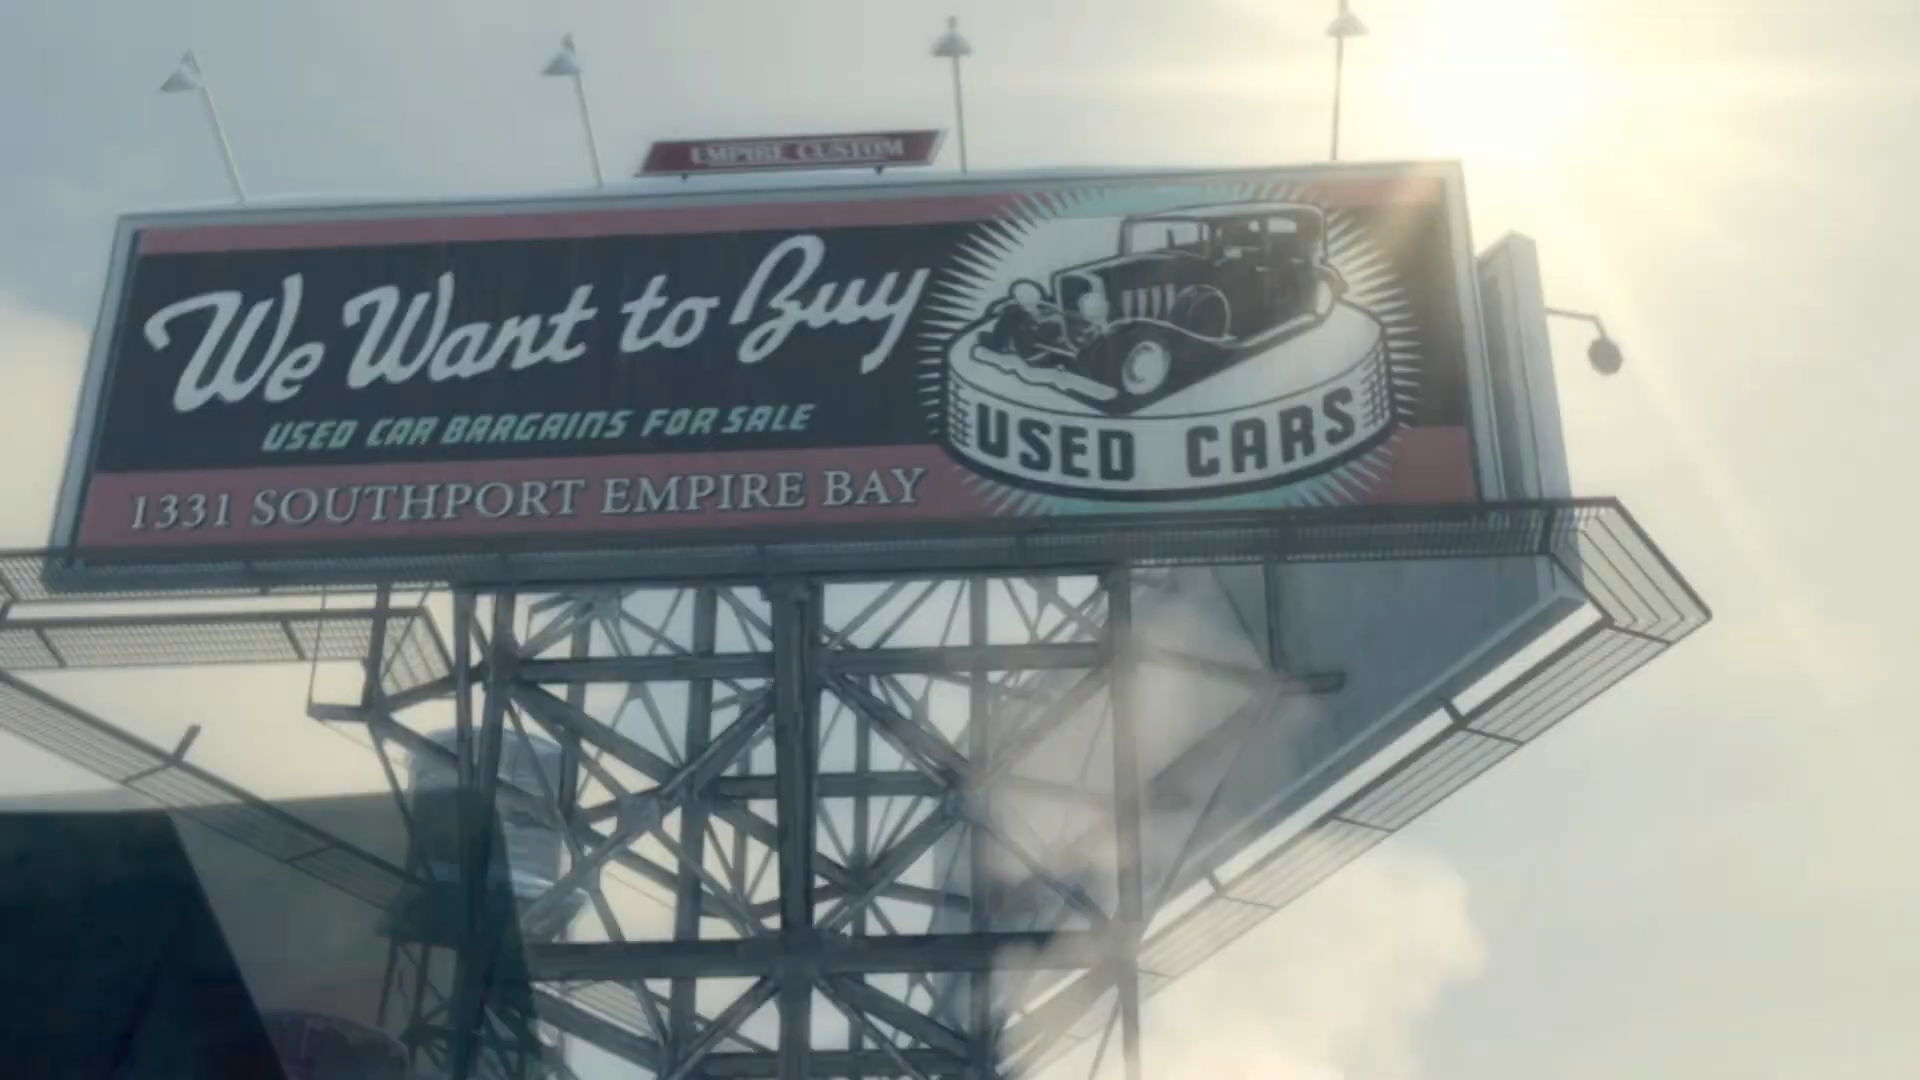 EMPIRE CUSTOM
We Want to Buy
USED CAR BARGAINS FOR SALE
1331 SOUTHPORT EMPIRE BAY
USED CARS